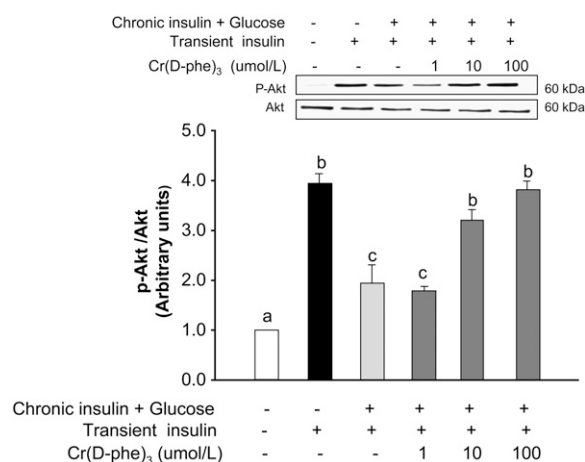 Chronic insulin + Glucose - - + + + +
Transient insulin - + + + + +
Cr(D-phe)₃ (umol/L) - - - 1 10 100
P-Akt 60 kDa
Akt 60 kDa
p-Akt /Akt
(Arbitrary units)
5.0
4.0
3.0
2.0
1.0
0.0
a
b
c
c
b
b
Chronic insulin + Glucose - - + + + +
Transient insulin - + + + + +
Cr(D-phe)₃ (umol/L) - - - 1 10 100